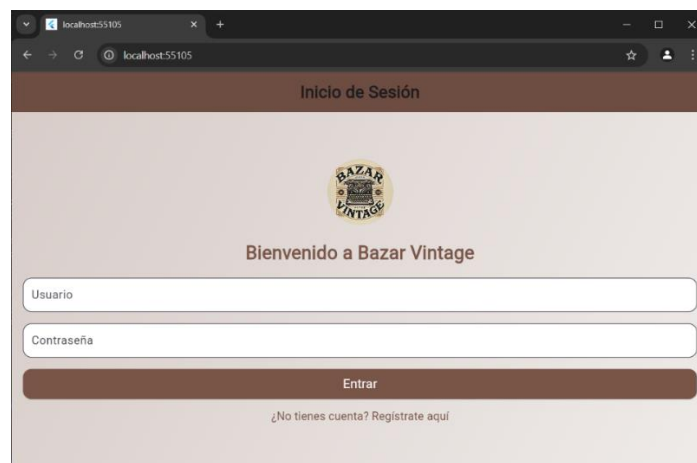 localhost:55105
localhost:55105
Inicio de Sesión
BAZAR
VINTAGE
Bienvenido a Bazar Vintage
Usuario
Contraseña
Entrar
¿No tienes cuenta? Regístrate aquí